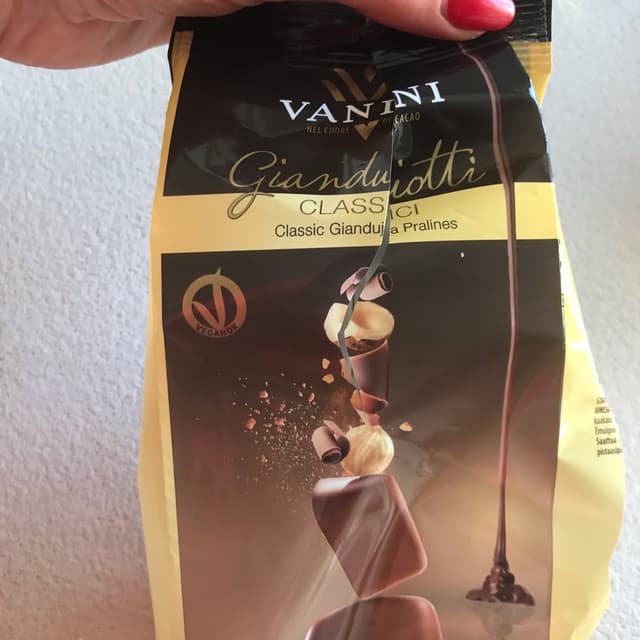 VANINI
NEL CUORE DEL CACAO
Gianduiotti
CLASSICI
Classic Gianduja Pralines
VEGANOK